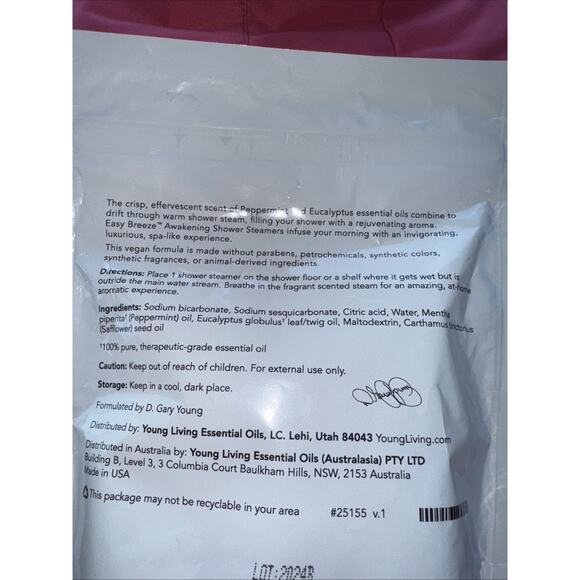 The crisp, effervescent scent of Peppermint and Eucalyptus essential oils combine to
drift through warm shower steam, filling your shower with a rejuvenating aroma.
Easy Breeze™ Awakening Shower Steamers infuse your morning with an invigorating,
luxurious, spa-like experience.
This vegan formula is made without parabens, petrochemicals, synthetic colors,
synthetic fragrances, or animal-derived ingredients.
Directions: Place 1 shower steamer on the shower floor or a shelf where it gets wet but is
outside the main water stream. Breathe in the fragrant scented steam for an amazing, at-home
aromatic experience.
Ingredients: Sodium bicarbonate, Sodium sesquicarbonate, Citric acid, Water, Mentha
piperita† (Peppermint) oil, Eucalyptus globulus† leaf/twig oil, Maltodextrin, Carthamus tinctorius
(Safflower) seed oil
†100% pure, therapeutic-grade essential oil
Caution: Keep out of reach of children. For external use only.
Storage: Keep in a cool, dark place.
Formulated by D. Gary Young
Distributed by: Young Living Essential Oils, LC. Lehi, Utah 84043 YoungLiving.com
Distributed in Australia by: Young Living Essential Oils (Australasia) PTY LTD
Building B, Level 3, 3 Columbia Court Baulkham Hills, NSW, 2153 Australia
Made in USA
This package may not be recyclable in your area
#25155 v.1
LOT:2024B